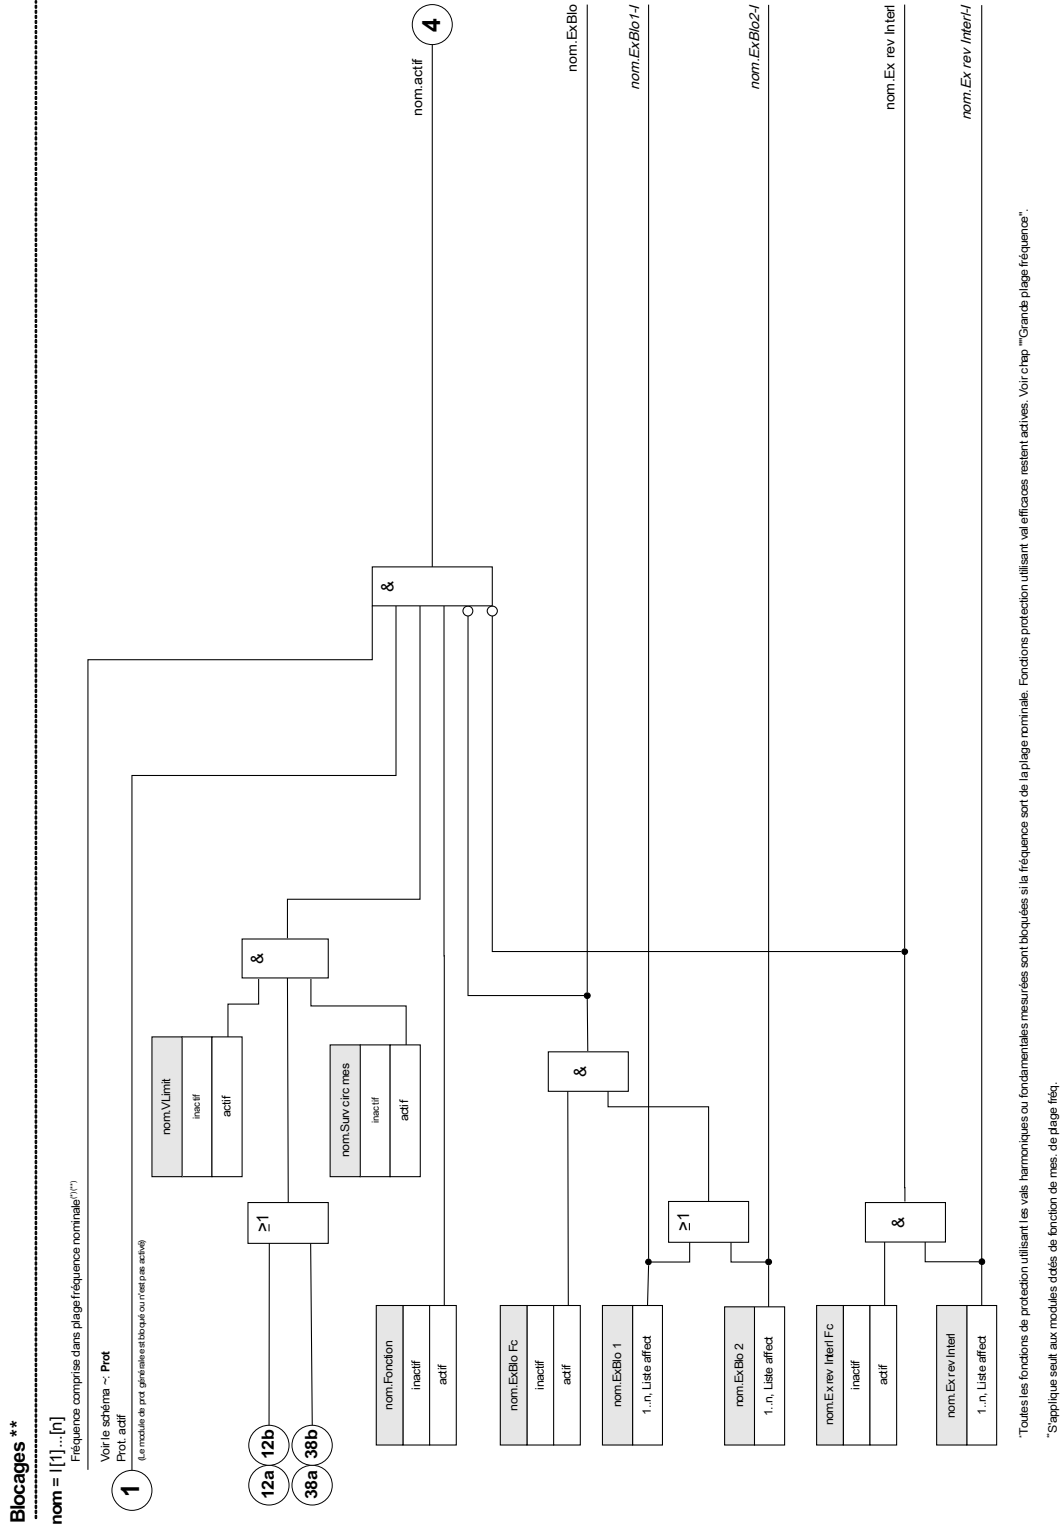 Blocages **
nom = I[1]...[n]
Fréquence comprise dans plage fréquence nominale(*)(**)
Voir le schéma ~: Prot
Prot. actif
(Le module de prot générale est bloqué ou n'est pas activé)
1
12a 12b
38a 38b
≥1
nom.VLimit
inactif
actif
nom.Surv circ mes
inactif
actif
&
nom.Fonction
inactif
actif
&
nom.actif
4
nom.ExBlo Fc
inactif
actif
nom.ExBlo 1
1..n, Liste affect
nom.ExBlo 2
1..n, Liste affect
≥1
&
nom.ExBlo
nom.ExBlo1-I
nom.ExBlo2-I
nom.Ex rev Interl Fc
inactif
actif
nom.Ex rev Interl
1..n, Liste affect
&
nom.Ex rev Interl
nom.Ex rev Interl-I
*Toutes les fonctions de protection utilisant les vals harmoniques ou fondamentales mesurées sont bloquées si la fréquence sort de la plage nominale. Fonctions protection utilisant val efficaces restent actives. Voir chap ""Grande plage fréquence".
**S'applique seult aux modules dotés de fonction de mes. de plage fréq.